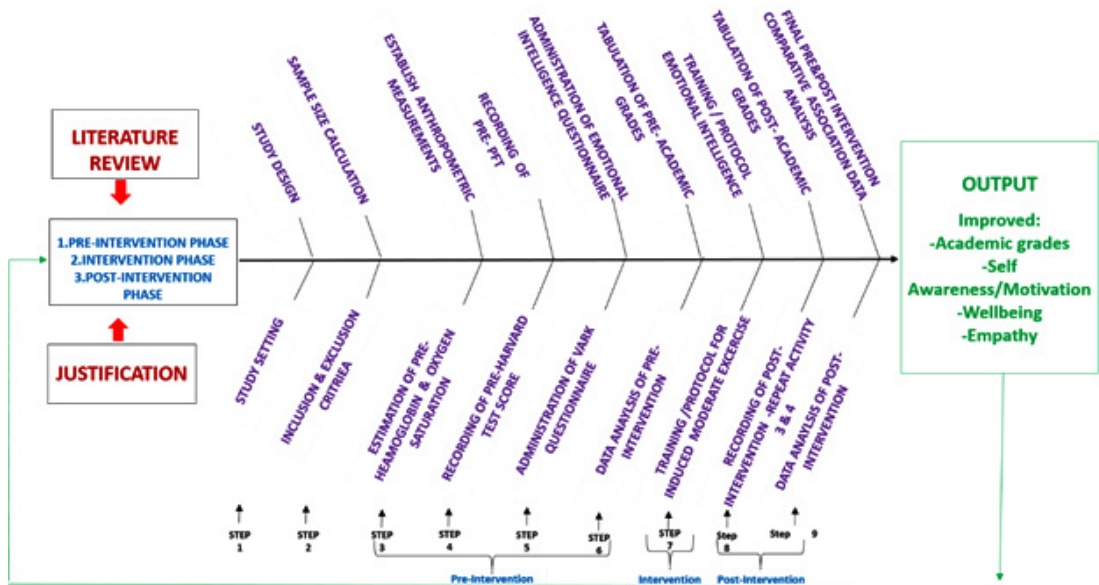 LITERATURE
REVIEW
1.PRE-INTERVENTION PHASE
2.INTERVENTION PHASE
3.POST-INTERVENTION
PHASE
JUSTIFICATION
STUDY DESIGN
SAMPLE SIZE CALCULATION
ESTABLISH ANTHROPOMETRIC
MEASUREMENTS
RECORDING OF
PRE- PFT
ADMINISTRATION OF EMOTIONAL
INTELLIGENCE QUESTIONNAIRE
TABULATION OF PRE- ACADEMIC
GRADES
TRAINING / PROTOCOL
EMOTIONAL INTELLIGENCE
TABULATION OF POST- ACADEMIC
GRADES
FINAL PRE&POST INTERVENTION
COMPARATIVE ASSOCIATION DATA
ANALYSIS
OUTPUT
Improved:
-Academic grades
-Self
Awareness/Motivation
-Wellbeing
-Empathy
STUDY SETTING
INCLUSION & EXCLUSION
CRITRIEA
ESTIMATION OF PRE-
HEAMOGLOBIN & OXYGEN
SATURATION
RECORDING OF PRE-HARVARD
TEST SCORE
ADMINISTRATION OF VARK
QUESTIONNAIRE
DATA ANAYLSIS OF PRE-
INTERVENTION
TRAINING /PROTOCOL FOR
INDUCED MODEBATE EXCERCISE
RECORDING OF POST-
INTERVENTION -REPEAT ACTIVITY
3 & 4
DATA ANAYLSIS OF POST-
INTERVENTION
STEP
1
STEP
2
STEP
3
STEP
4
STEP
5
STEP
6
STEP
7
Step
8
Step 9
Pre-Intervention
Intervention
Post-Intervention